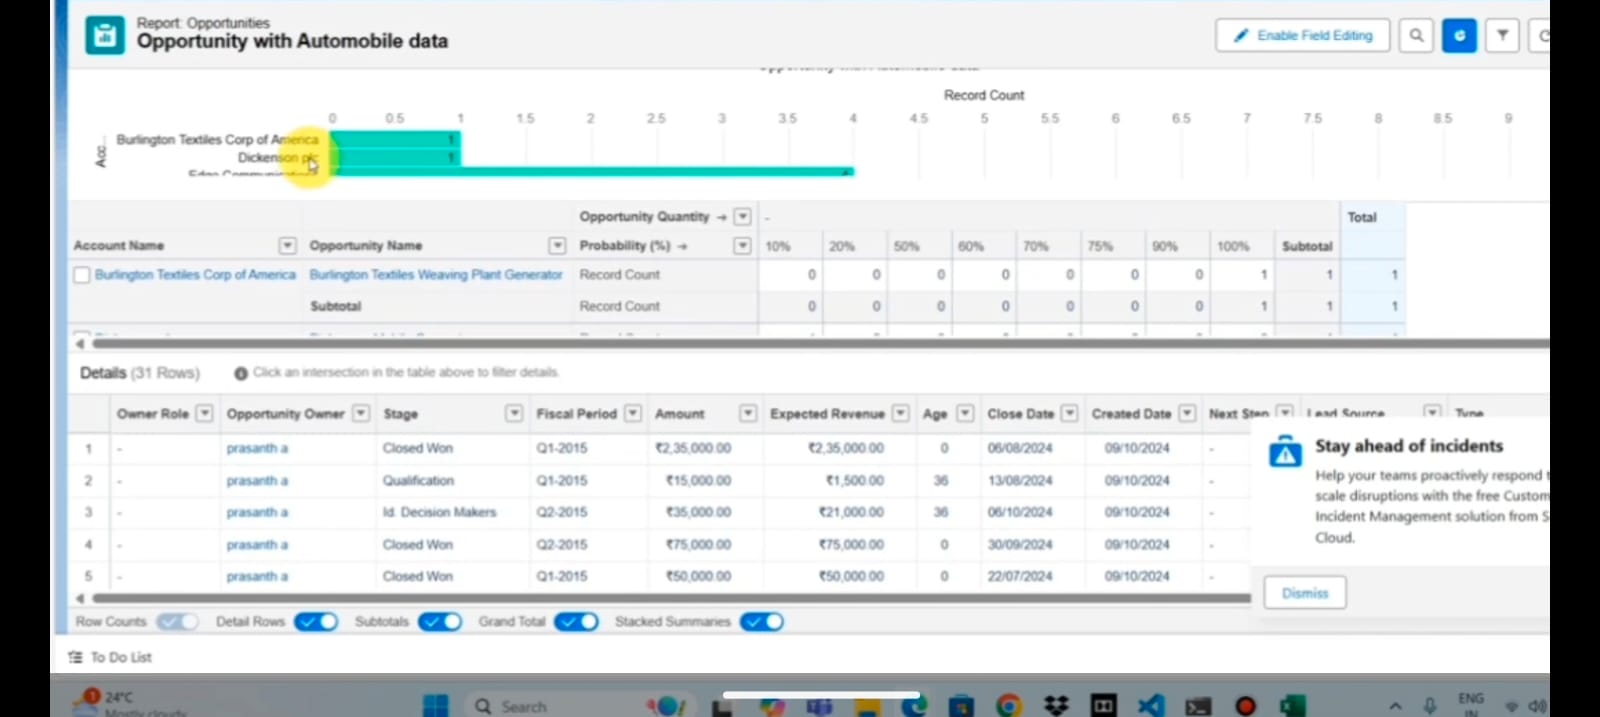 Report: Opportunities
Opportunity with Automobile data
Enable Field Editing
Record Count
0 0.5 1 1.5 2 2.5 3 3.5 4 4.5 5 5.5 6 6.5 7 7.5 8 8.5 9
Acc...
Burlington Textiles Corp of America 1
Dickenson plc 1
Edge Communications
Opportunity Quantity → - Total
Account Name Opportunity Name Probability (%) → 10% 20% 50% 60% 70% 75% 90% 100% Subtotal
Burlington Textiles Corp of America Burlington Textiles Weaving Plant Generator Record Count 0 0 0 0 0 0 0 1 1 1
Subtotal Record Count 0 0 0 0 0 0 0 1 1 1
Details (31 Rows) Click an intersection in the table above to filter details.
Owner Role Opportunity Owner Stage Fiscal Period Amount Expected Revenue Age Close Date Created Date Next Step Lead Source Type
1 - prasanth a Closed Won Q1-2015 ₹2,35,000.00 ₹2,35,000.00 0 06/08/2024 09/10/2024 -
2 - prasanth a Qualification Q1-2015 ₹15,000.00 ₹1,500.00 36 13/08/2024 09/10/2024 -
3 - prasanth a Id. Decision Makers Q2-2015 ₹35,000.00 ₹21,000.00 36 06/10/2024 09/10/2024 -
4 - prasanth a Closed Won Q2-2015 ₹75,000.00 ₹75,000.00 0 30/09/2024 09/10/2024 -
5 - prasanth a Closed Won Q1-2015 ₹50,000.00 ₹50,000.00 0 22/07/2024 09/10/2024 -
Stay ahead of incidents
Help your teams proactively respond t
scale disruptions with the free Custom
Incident Management solution from S
Cloud.
Dismiss
Row Counts Detail Rows Subtotals Grand Total Stacked Summaries
To Do List
1 24°C
Mostly cloudy
Search
ENG
IN